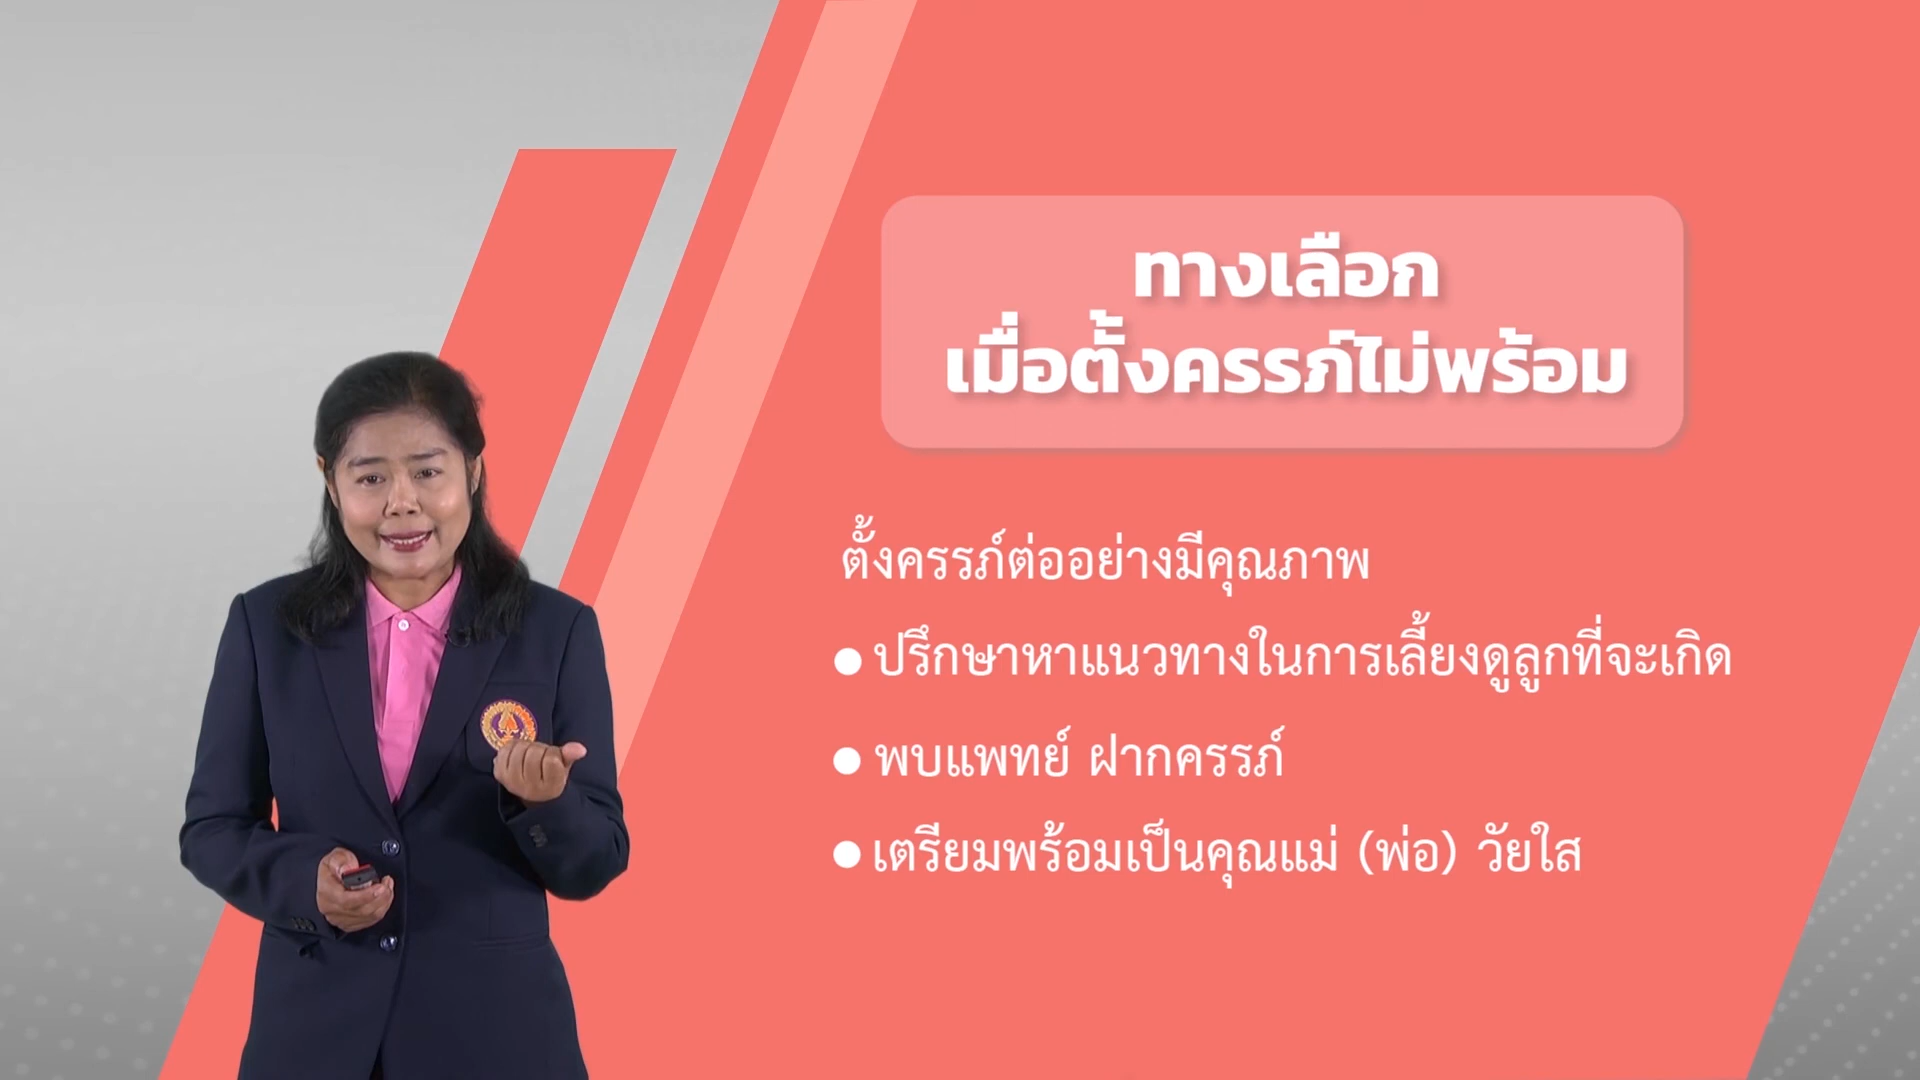 ทางเลือก
เมื่อตั้งครรภ์ไม่พร้อม
ตั้งครรภ์ต่ออย่างมีคุณภาพ
● ปรึกษาหาแนวทางในการเลี้ยงดูลูกที่จะเกิด
● พบแพทย์ ฝากครรภ์
● เตรียมพร้อมเป็นคุณแม่ (พ่อ) วัยใส